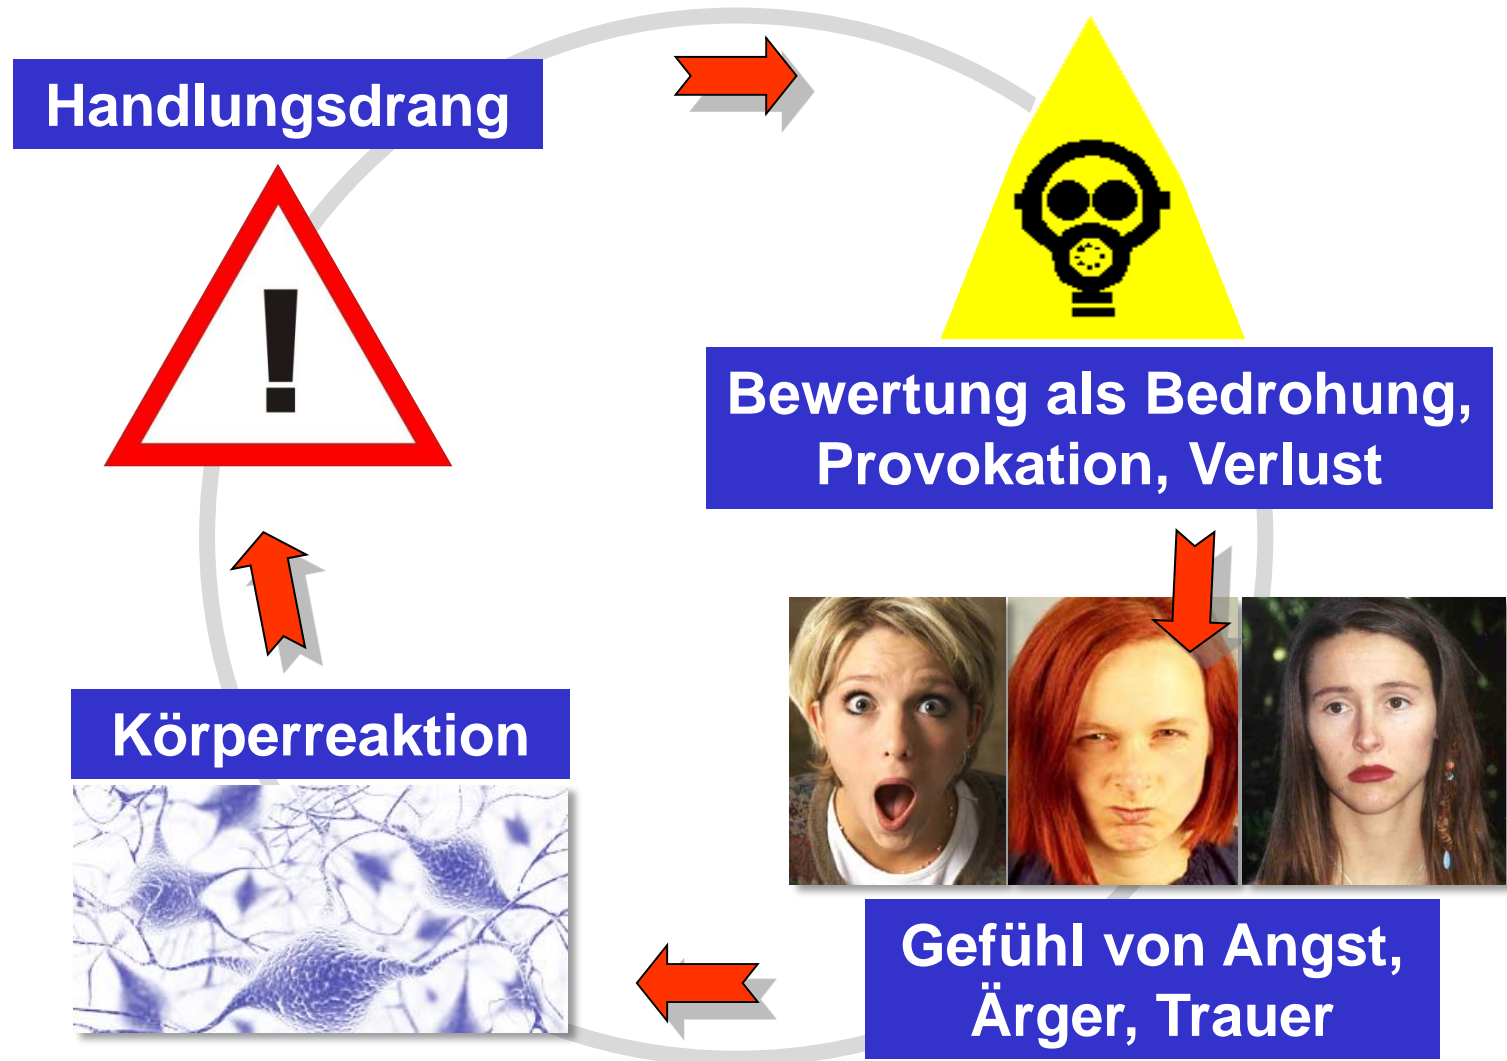 Handlungsdrang
Bewertung als Bedrohung,
Provokation, Verlust
Körperreaktion
Gefühl von Angst,
Ärger, Trauer